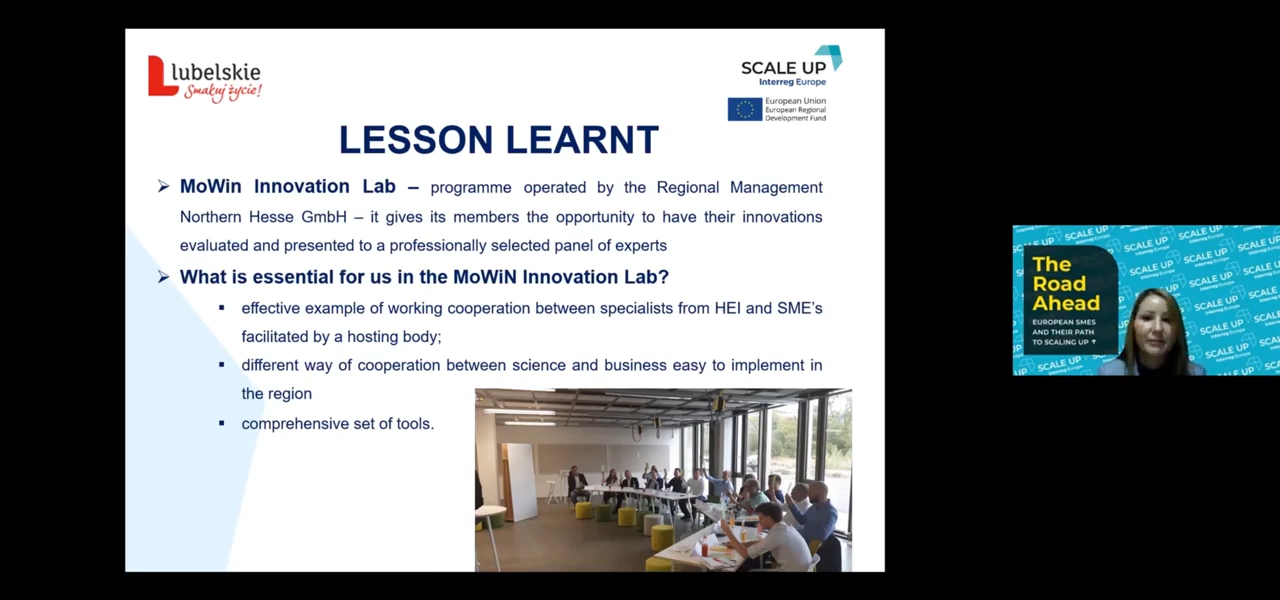 lubelskie
Smakuj życie!
SCALE UP
Interreg Europe
European Union
European Regional
Development Fund
LESSON LEARNT
➢ MoWin Innovation Lab – programme operated by the Regional Management
Northern Hesse GmbH – it gives its members the opportunity to have their innovations
evaluated and presented to a professionally selected panel of experts
➢ What is essential for us in the MoWiN Innovation Lab?
▪ effective example of working cooperation between specialists from HEI and SME's
facilitated by a hosting body;
▪ different way of cooperation between science and business easy to implement in
the region
▪ comprehensive set of tools.
The
Road
Ahead
EUROPEAN SMES
AND THEIR PATH
TO SCALING UP ↑
SCALE UP
Interreg Europe